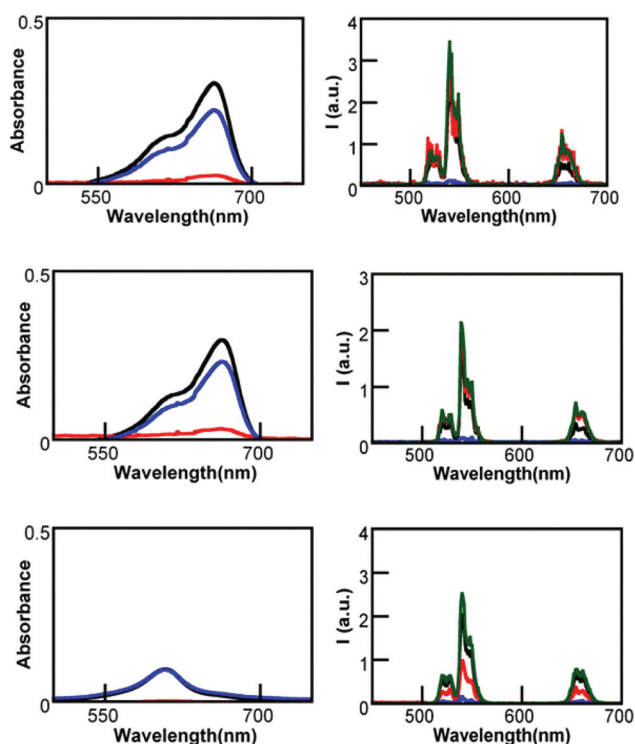 0.5
Absorbance
0
550
700
Wavelength(nm)
4
3
2
1
0
I (a.u.)
500
600
700
Wavelength(nm)
0.5
Absorbance
0
550
700
Wavelength(nm)
3
2
1
0
I (a.u.)
500
600
700
Wavelength(nm)
0.5
Absorbance
0
550
700
Wavelength(nm)
4
3
2
1
0
I (a.u.)
500
600
700
Wavelength(nm)